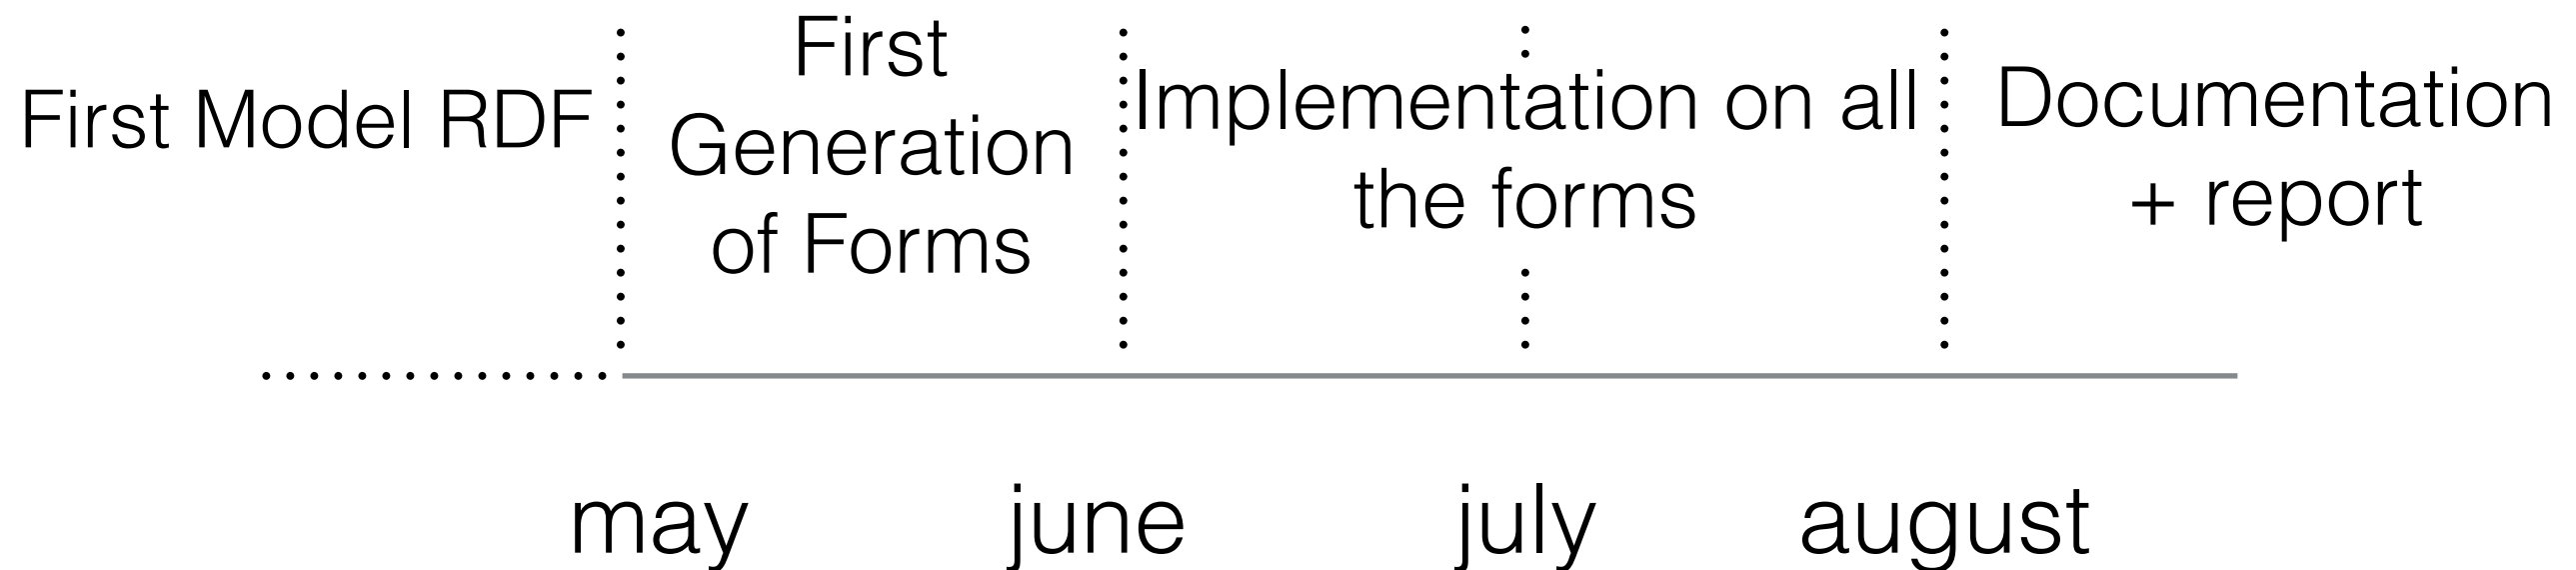 First Model RDF
First
Generation
of Forms
Implementation on all
the forms
Documentation
+ report
may
june
july
august